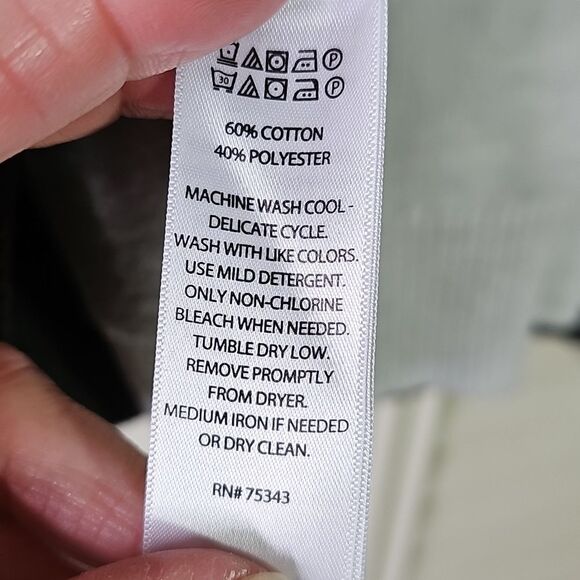 P
30 P
60% COTTON
40% POLYESTER
MACHINE WASH COOL -
DELICATE CYCLE.
WASH WITH LIKE COLORS.
USE MILD DETERGENT.
ONLY NON-CHLORINE
BLEACH WHEN NEEDED.
TUMBLE DRY LOW.
REMOVE PROMPTLY
FROM DRYER.
MEDIUM IRON IF NEEDED
OR DRY CLEAN.
RN# 75343